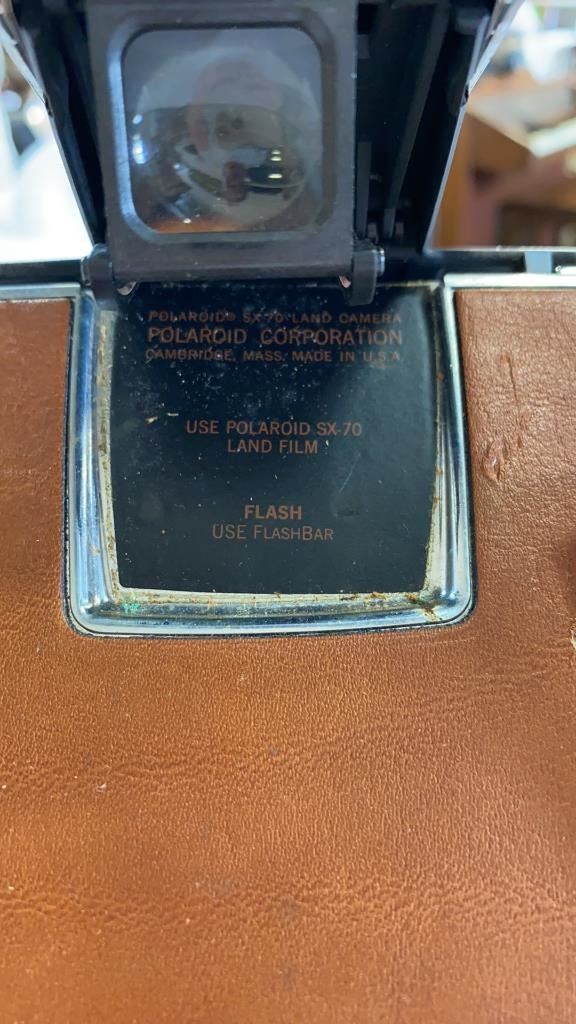 POLAROID® SX-70 LAND CAMERA
POLAROID CORPORATION
CAMBRIDGE, MASS. MADE IN U.S.A
USE POLAROID SX-70
LAND FILM
FLASH
USE FLASHBAR